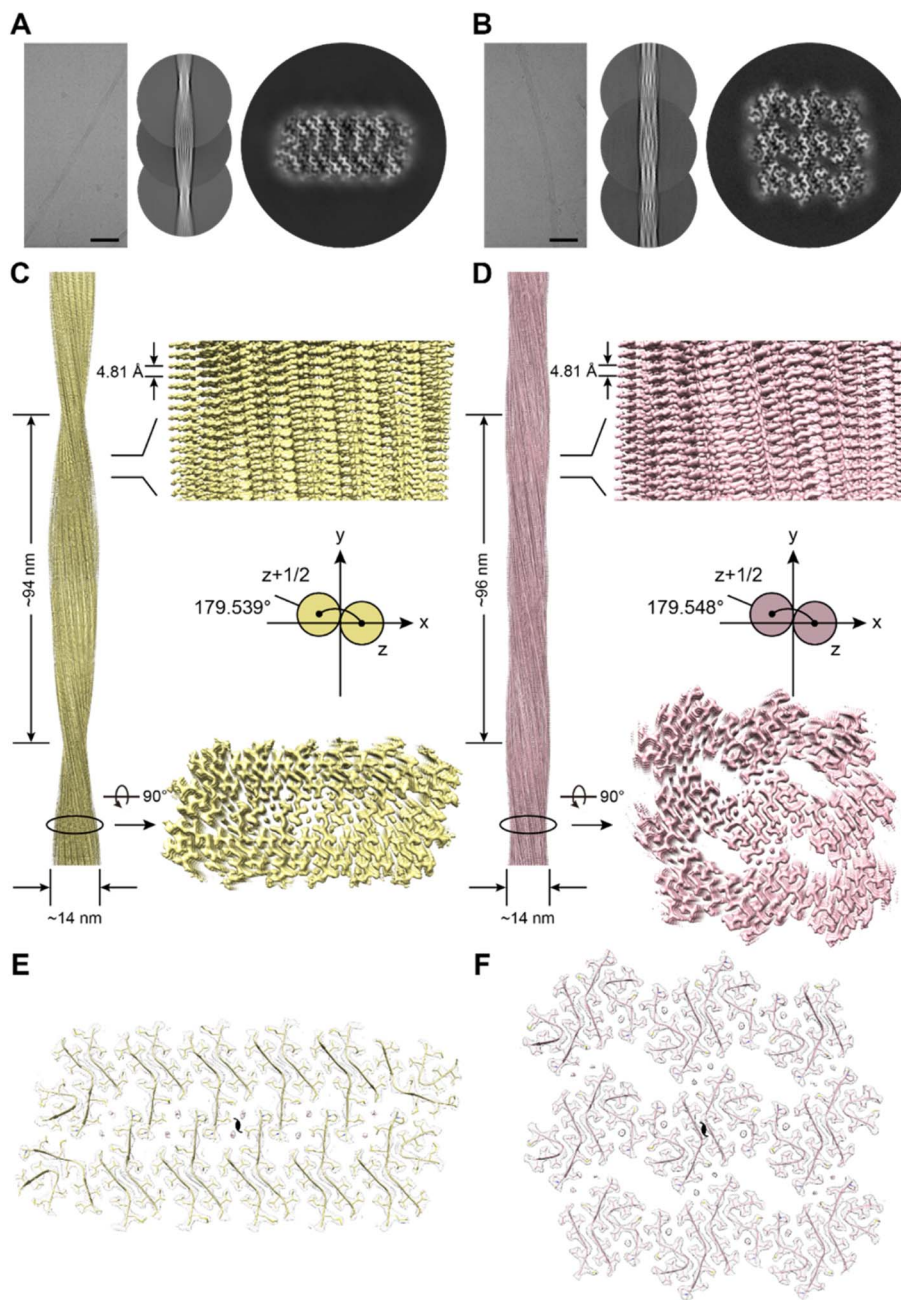 A
B
C
D
4.81 Å
4.81 Å
~94 nm
~96 nm
y
z+1/2
179.539°
x
z
y
z+1/2
179.548°
x
z
90°
90°
~14 nm
~14 nm
E
F